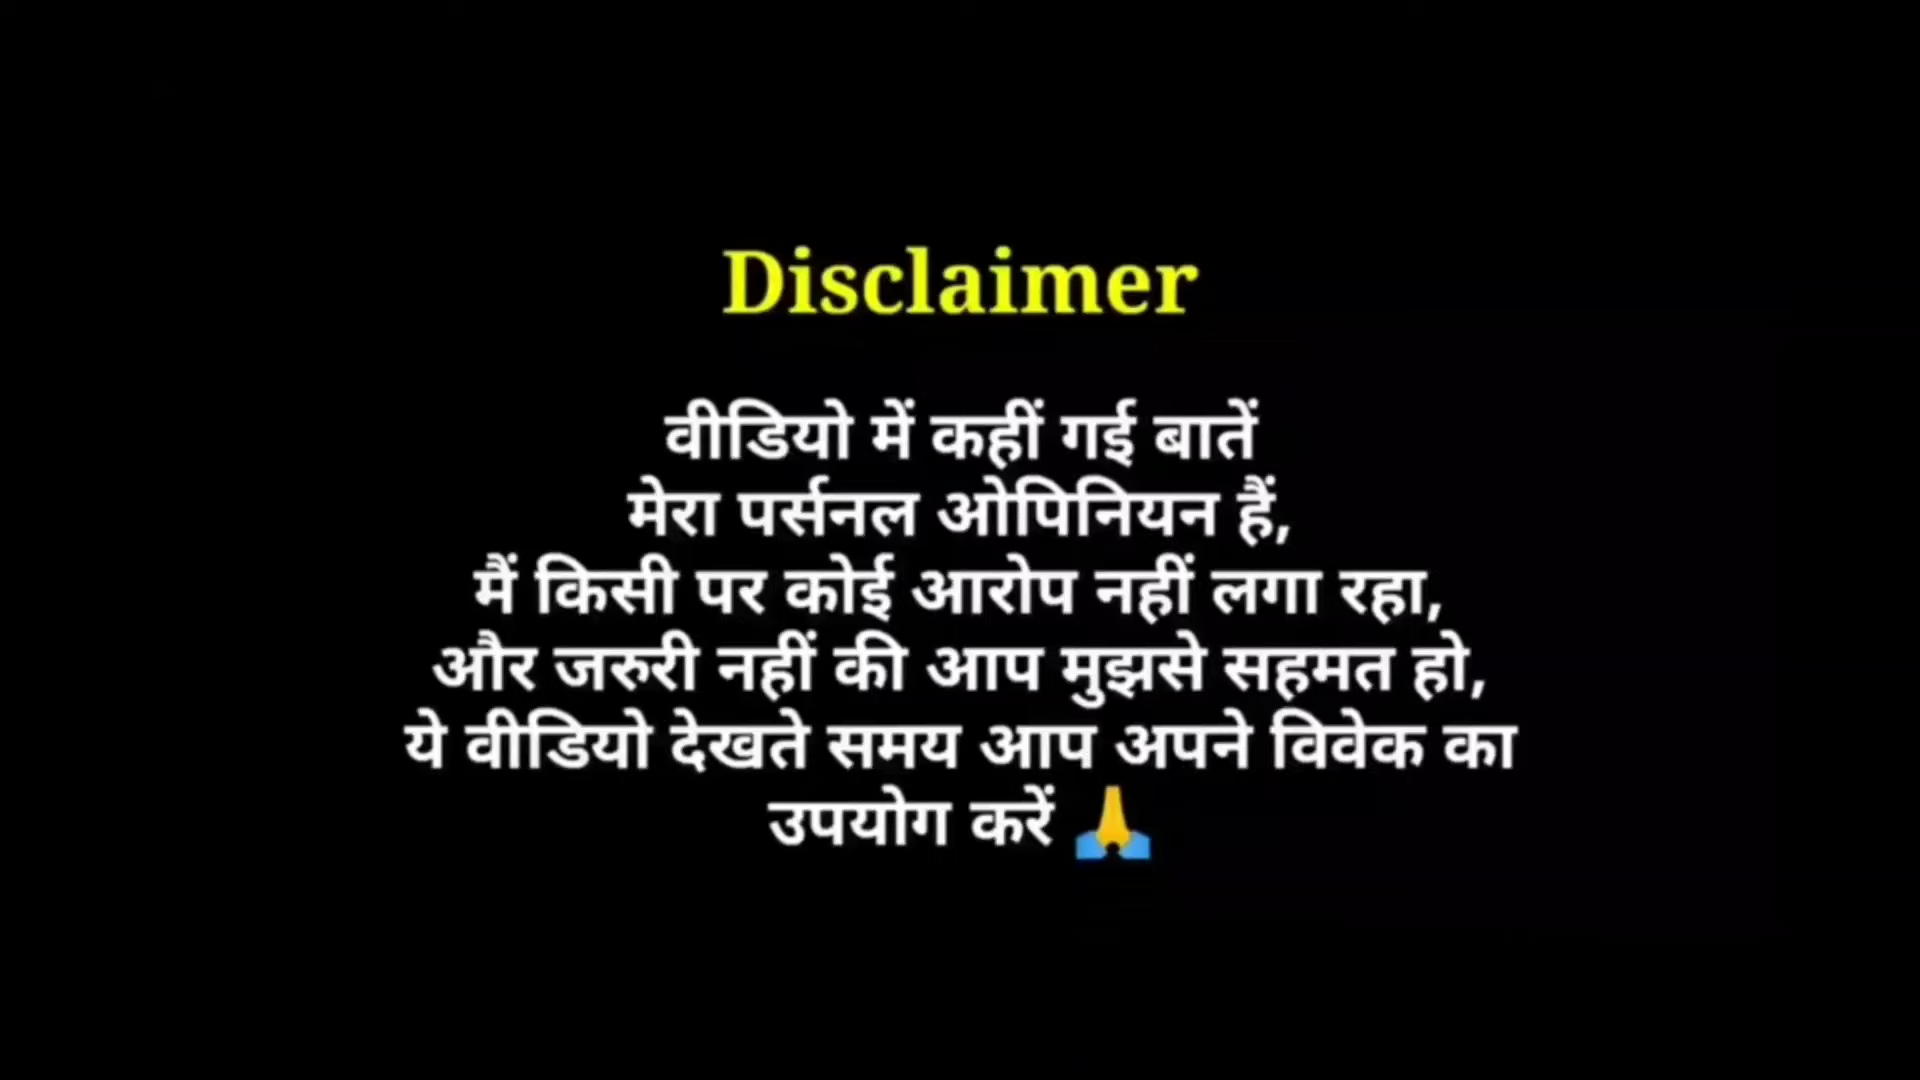 Disclaimer
वीडियो में कहीं गई बातें
मेरा पर्सनल ओपिनियन हैं,
मैं किसी पर कोई आरोप नहीं लगा रहा,
और जरुरी नहीं की आप मुझसे सहमत हो,
ये वीडियो देखते समय आप अपने विवेक का
उपयोग करें 🙏